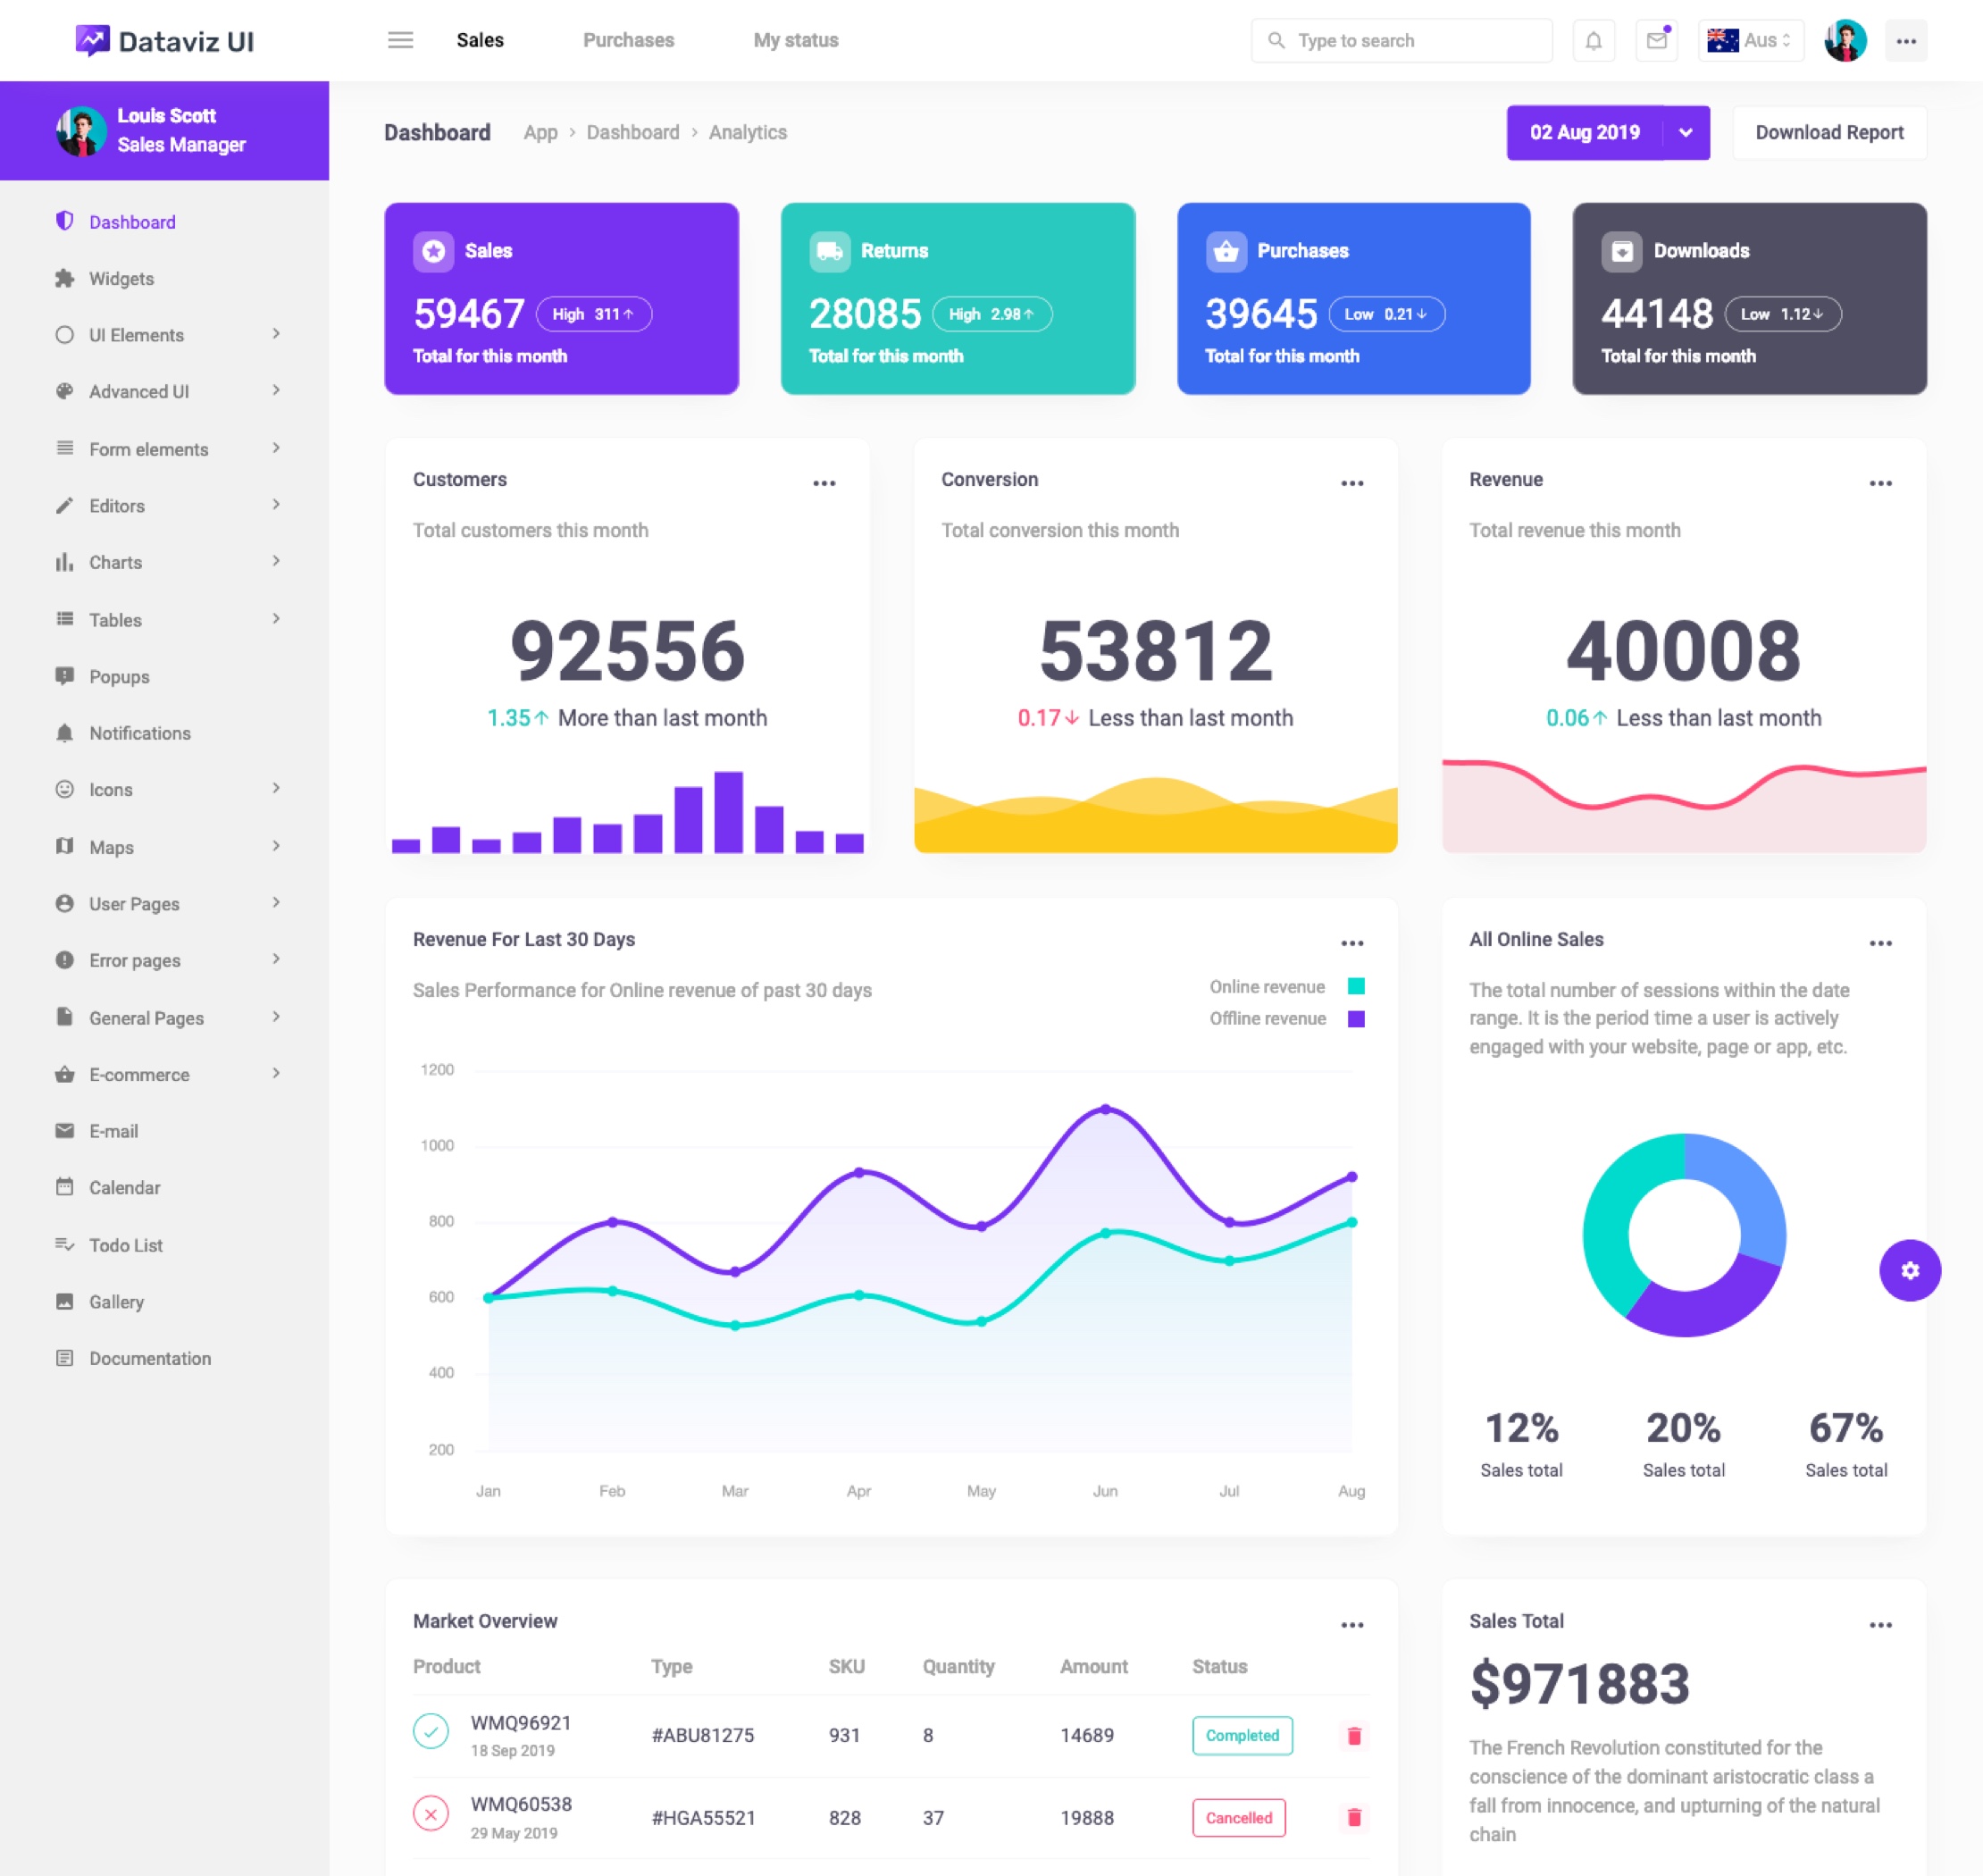 Dataviz UI
Sales
Purchases
My status
Type to search
Aus
Louis Scott
Sales Manager
Dashboard
Widgets
UI Elements
Advanced UI
Form elements
Editors
Charts
Tables
Popups
Notifications
Icons
Maps
User Pages
Error pages
General Pages
E-commerce
E-mail
Calendar
Todo List
Gallery
Documentation
Dashboard
App > Dashboard > Analytics
02 Aug 2019
Download Report
Sales
59467 High 311↑
Total for this month
Returns
28085 High 2.98↑
Total for this month
Purchases
39645 Low 0.21↓
Total for this month
Downloads
44148 Low 1.12↓
Total for this month
Customers
Total customers this month
92556
1.35↑ More than last month
Conversion
Total conversion this month
53812
0.17↓ Less than last month
Revenue
Total revenue this month
40008
0.06↑ Less than last month
Revenue For Last 30 Days
Sales Performance for Online revenue of past 30 days
Online revenue
Offline revenue
1200
1000
800
600
400
200
Jan Feb Mar Apr May Jun Jul Aug
All Online Sales
The total number of sessions within the date
range. It is the period time a user is actively
engaged with your website, page or app, etc.
12% 20% 67%
Sales total Sales total Sales total
Market Overview
Product Type SKU Quantity Amount Status
WMQ96921
18 Sep 2019
#ABU81275 931 8 14689 Completed
WMQ60538
29 May 2019
#HGA55521 828 37 19888 Cancelled
Sales Total
$971883
The French Revolution constituted for the
conscience of the dominant aristocratic class a
fall from innocence, and upturning of the natural
chain